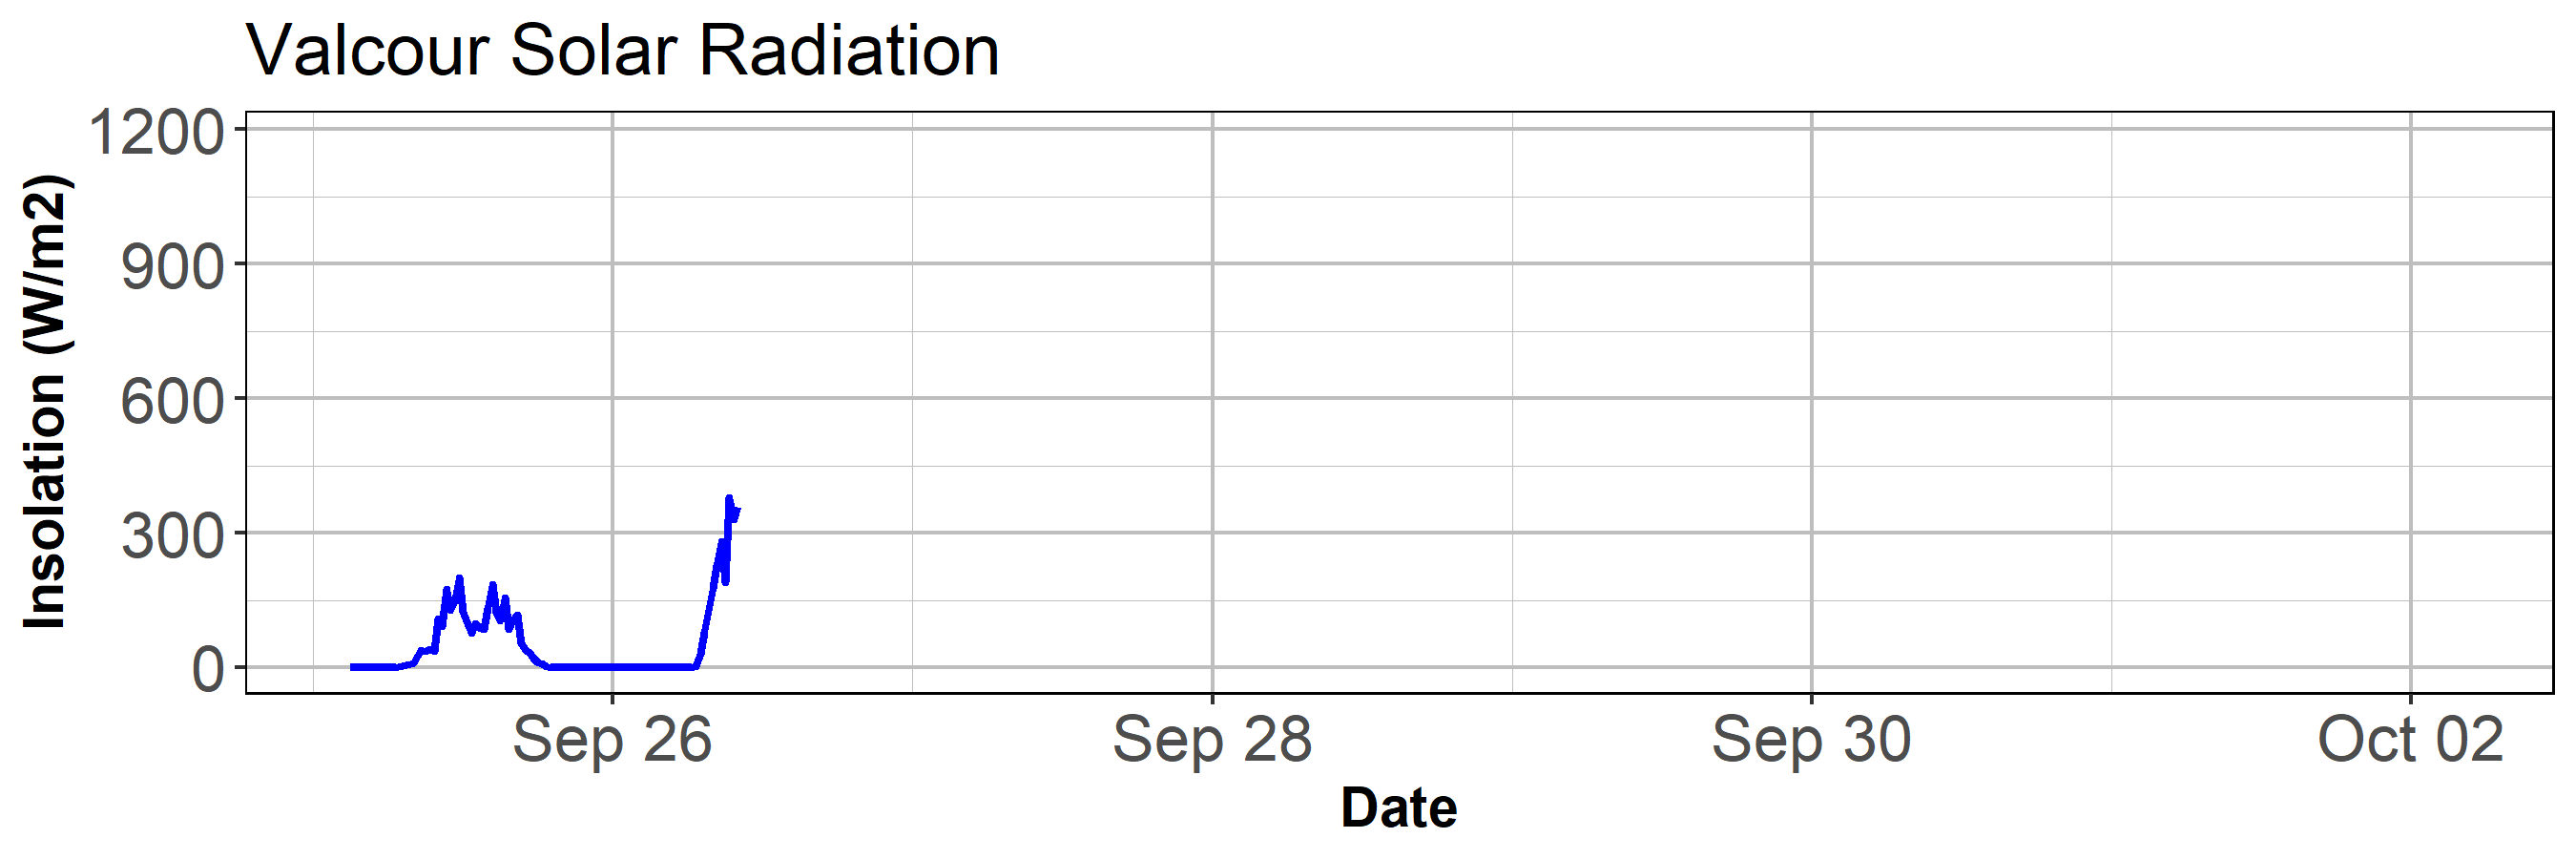 Valcour Solar Radiation
1200
900
600
300
0
Insolation (W/m2)
Sep 26 Sep 28 Sep 30 Oct 02
Date